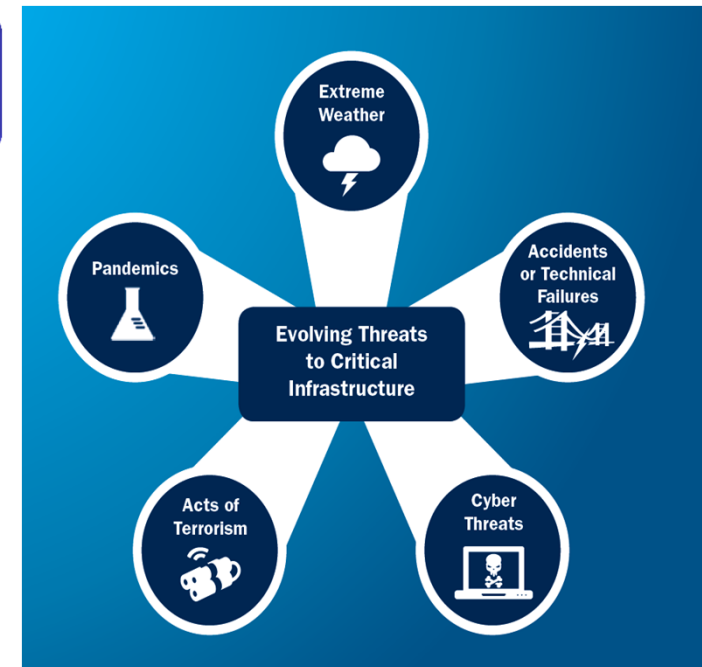 Extreme
Weather
Pandemics
Accidents
or Technical
Failures
Evolving Threats
to Critical
Infrastructure
Acts of
Terrorism
Cyber
Threats